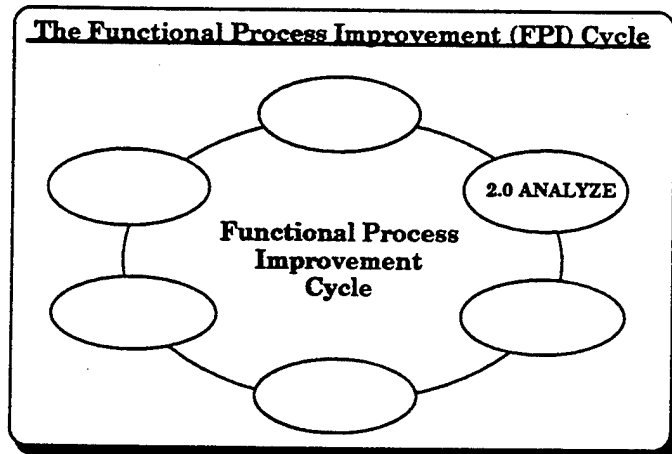 The Functional Process Improvement (FPI) Cycle
2.0 ANALYZE
Functional Process
Improvement
Cycle